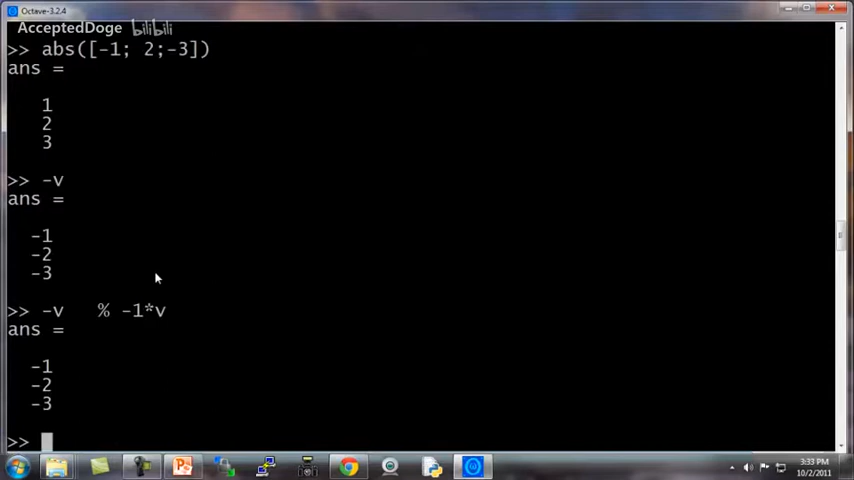 Octave-3.2.4
AcceptedDoge bilibili
>> abs([-1; 2;-3])
ans =
1
2
3
>> -v
ans =
-1
-2
-3
>> -v % -1*v
ans =
-1
-2
-3
>>
3:33 PM
10/2/2011